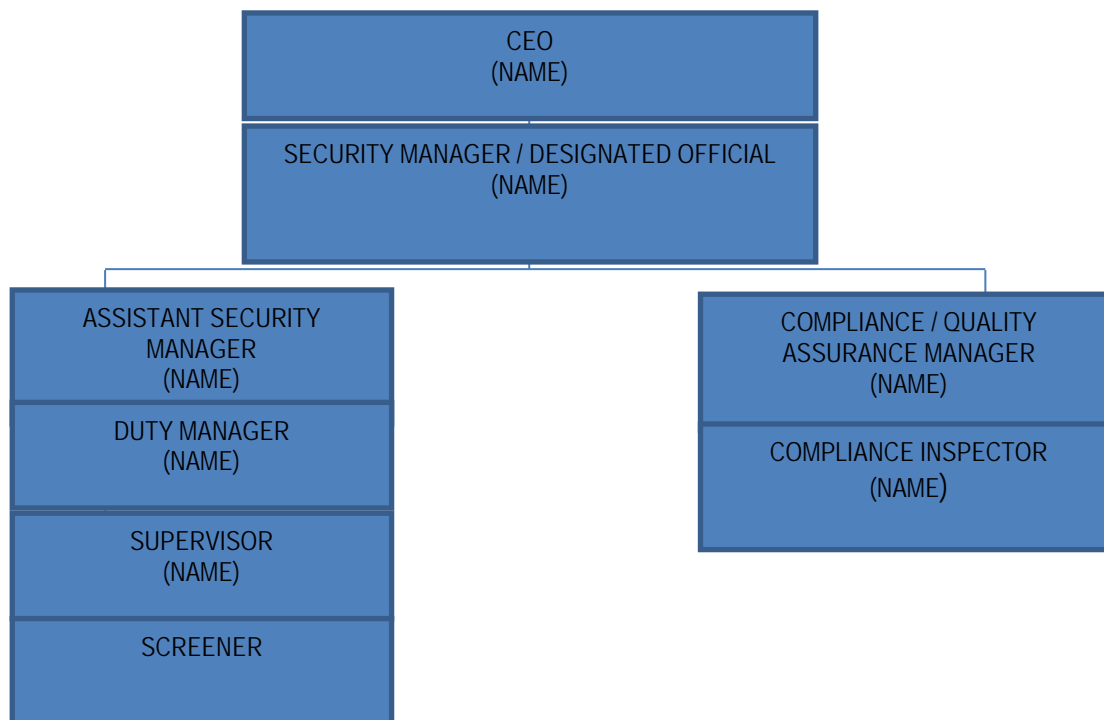 CEO
(NAME)
SECURITY MANAGER / DESIGNATED OFFICIAL
(NAME)
ASSISTANT SECURITY
MANAGER
(NAME)
DUTY MANAGER
(NAME)
SUPERVISOR
(NAME)
SCREENER
COMPLIANCE / QUALITY
ASSURANCE MANAGER
(NAME)
COMPLIANCE INSPECTOR
(NAME)